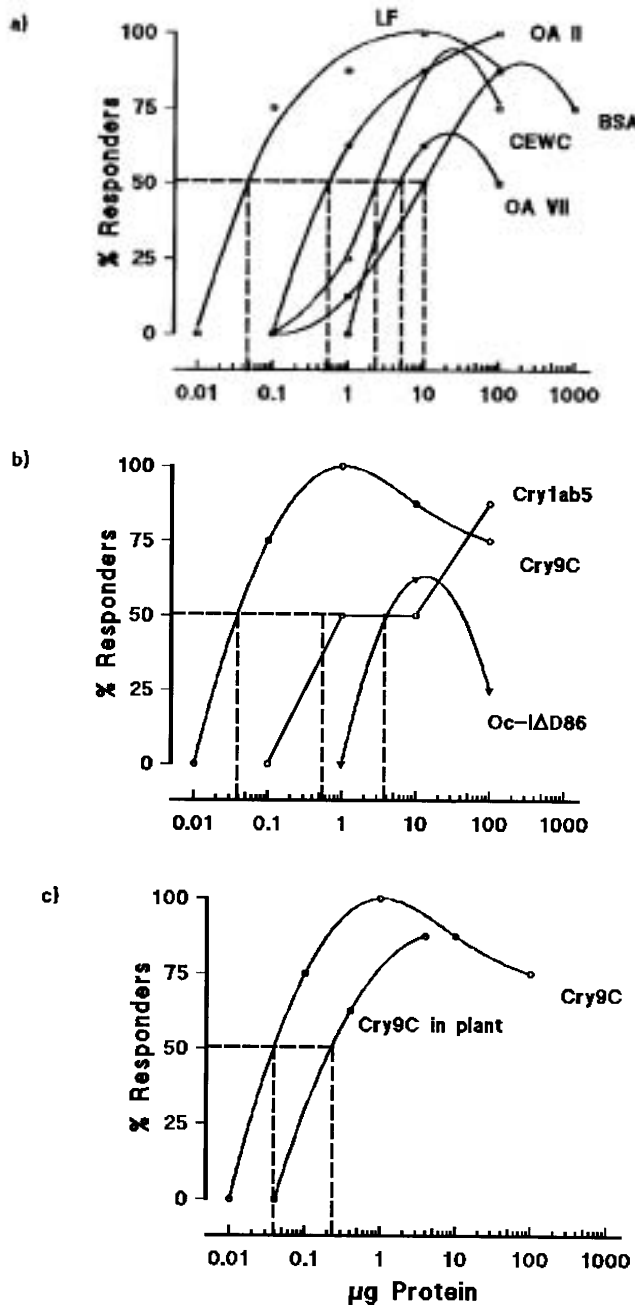 a)
LF
OA II
BSA
CEWC
OA VII
% Responders
100
75
50
25
0
0.01 0.1 1 10 100 1000
b)
Cry1ab5
Cry9C
Oc-IΔD86
% Responders
100
75
50
25
0
0.01 0.1 1 10 100 1000
c)
Cry9C
Cry9C in plant
% Responders
100
75
50
25
0
0.01 0.1 1 10 100 1000
µg Protein